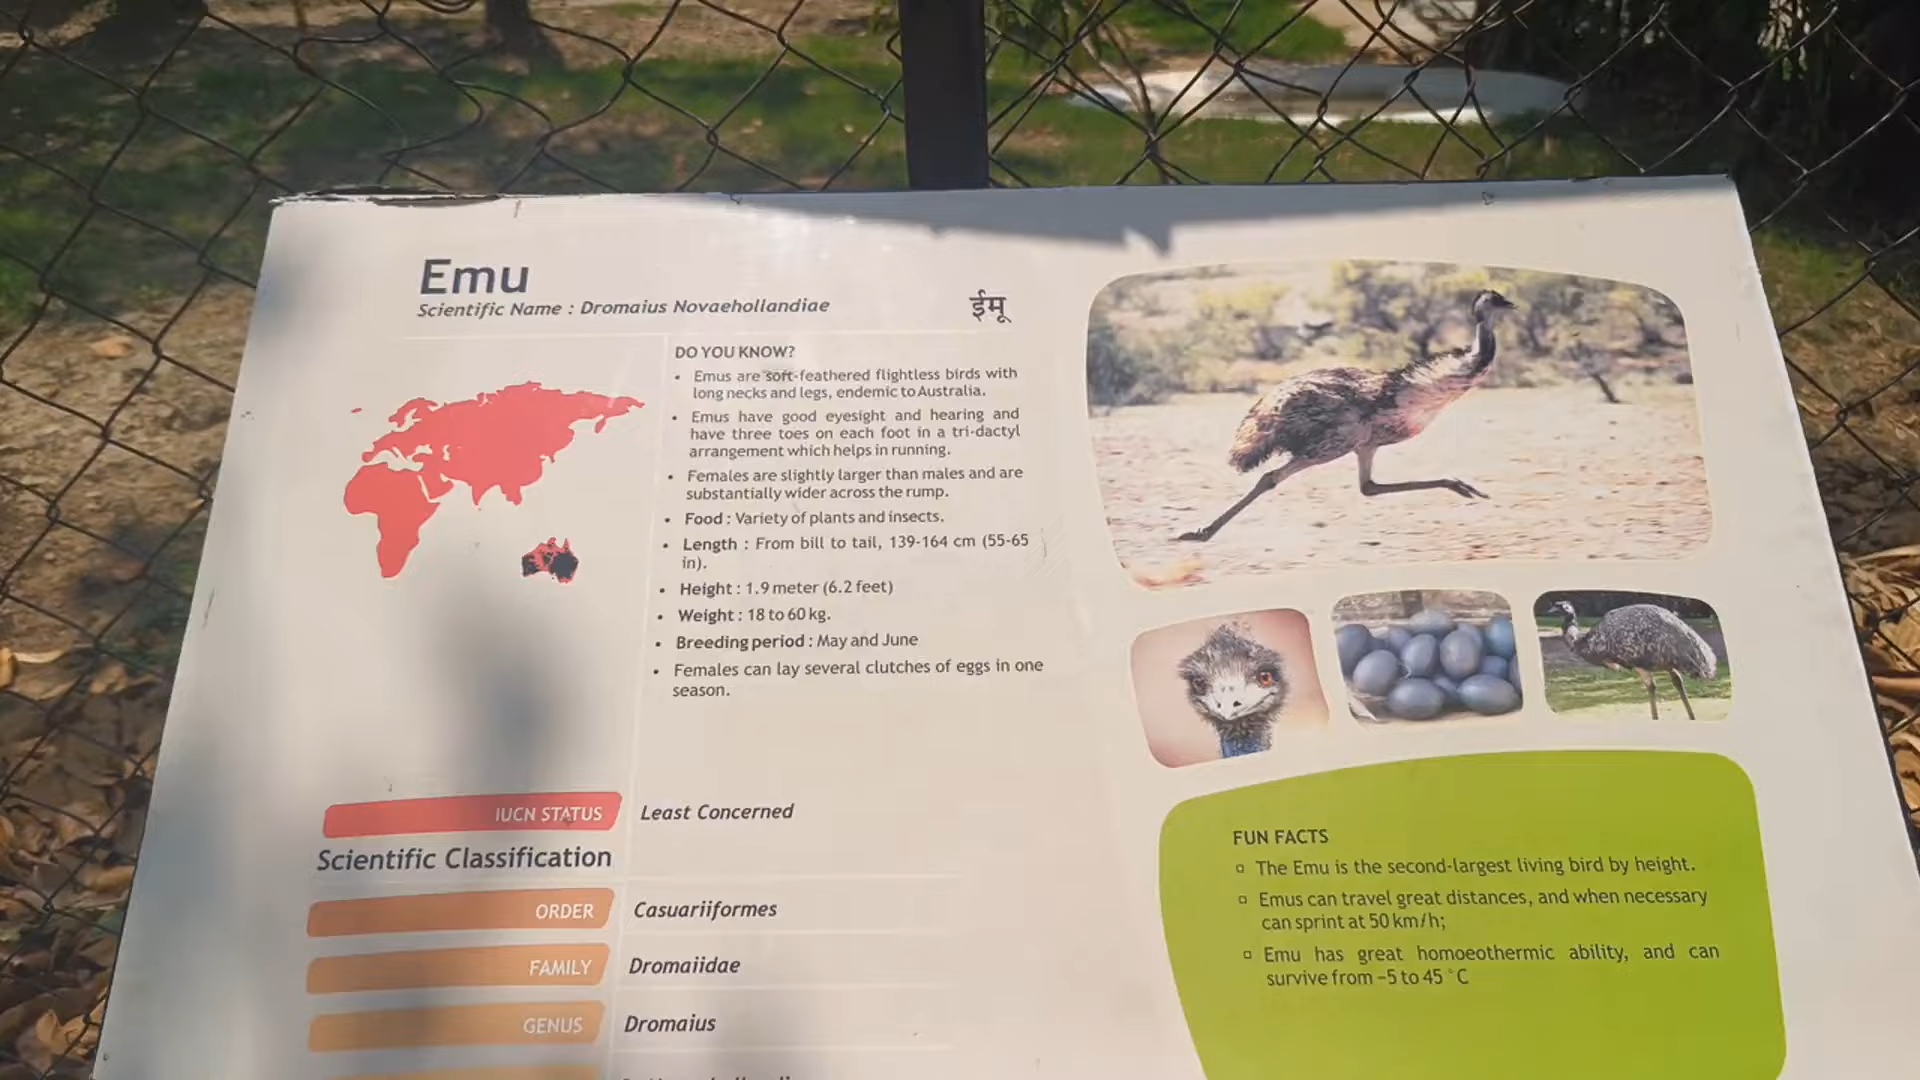 Emu
Scientific Name : Dromaius Novaehollandiae
ईमू
DO YOU KNOW?
• Emus are soft-feathered flightless birds with
long necks and legs, endemic to Australia.
• Emus have good eyesight and hearing and
have three toes on each foot in a tri-dactyl
arrangement which helps in running.
• Females are slightly larger than males and are
substantially wider across the rump.
• Food : Variety of plants and insects.
• Length : From bill to tail, 139-164 cm (55-65
in).
• Height : 1.9 meter (6.2 feet)
• Weight : 18 to 60 kg.
• Breeding period : May and June
• Females can lay several clutches of eggs in one
season.
IUCN STATUS Least Concerned
Scientific Classification
ORDER Casuariiformes
FAMILY Dromaiidae
GENUS Dromaius
FUN FACTS
▫ The Emu is the second-largest living bird by height.
▫ Emus can travel great distances, and when necessary
can sprint at 50 km/h;
▫ Emu has great homoeothermic ability, and can
survive from −5 to 45 °C